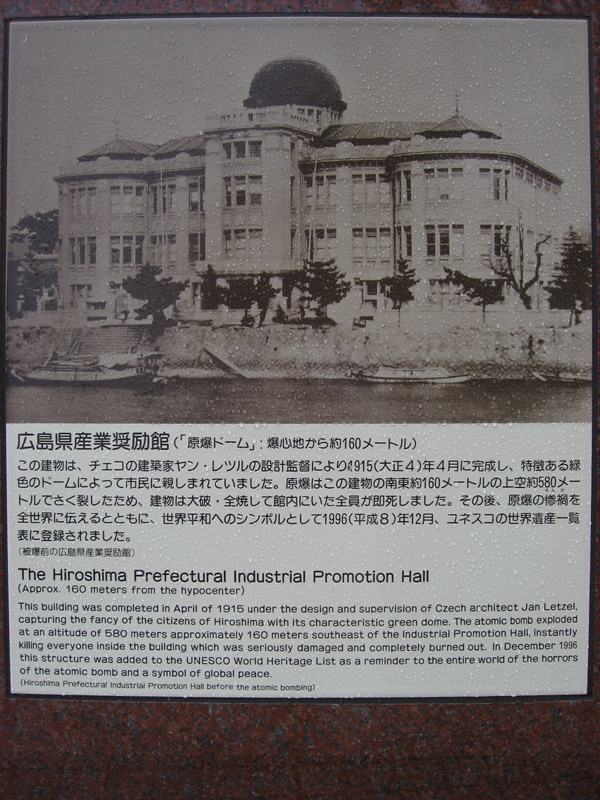 広島県産業奨励館(「原爆ドーム」: 爆心地から約160メートル)
この建物は、チェコの建築家ヤン・レツルの設計監督により1915(大正4)年4月に完成し、特徴ある緑
色のドームによって市民に親しまれていました。原爆はこの建物の南東約160メートルの上空約580メー
トルでさく裂したため、建物は大破・全焼して館内にいた全員が即死しました。その後、原爆の惨禍を
全世界に伝えるとともに、世界平和へのシンボルとして1996(平成8)年12月、ユネスコの世界遺産一覧
表に登録されました。
(被爆前の広島県産業奨励館)
The Hiroshima Prefectural Industrial Promotion Hall
(Approx. 160 meters from the hypocenter)
This building was completed in April of 1915 under the design and supervision of Czech architect Jan Letzel,
capturing the fancy of the citizens of Hiroshima with its characteristic green dome. The atomic bomb exploded
at an altitude of 580 meters approximately 160 meters southeast of the Industrial Promotion Hall, instantly
killing everyone inside the building which was seriously damaged and completely burned out. In December 1996
this structure was added to the UNESCO World Heritage List as a reminder to the entire world of the horrors
of the atomic bomb and a symbol of global peace.
(Hiroshima Prefectural Industrial Promotion Hall before the atomic bombing)